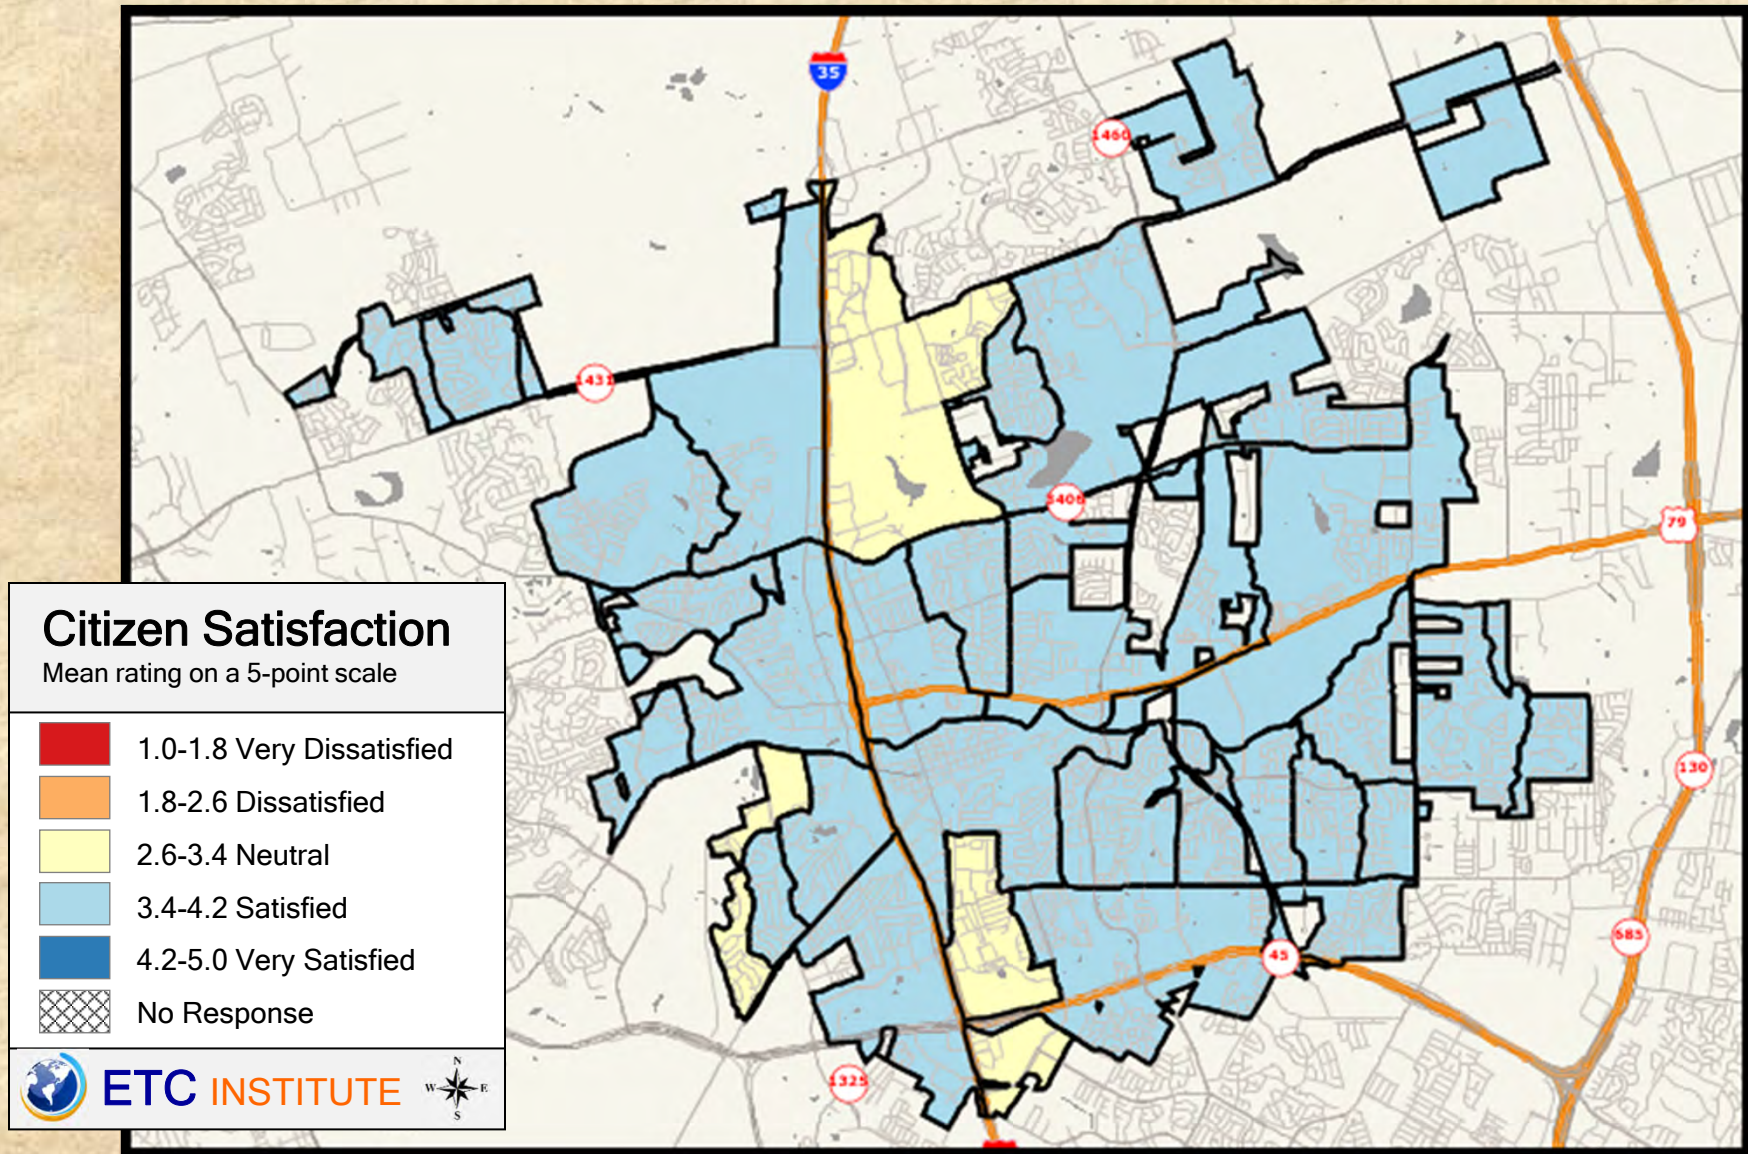 35
1460
1431
3406
79
130
685
45
1325
Citizen Satisfaction
Mean rating on a 5-point scale
1.0-1.8 Very Dissatisfied
1.8-2.6 Dissatisfied
2.6-3.4 Neutral
3.4-4.2 Satisfied
4.2-5.0 Very Satisfied
No Response
ETC INSTITUTE
N
W E
S